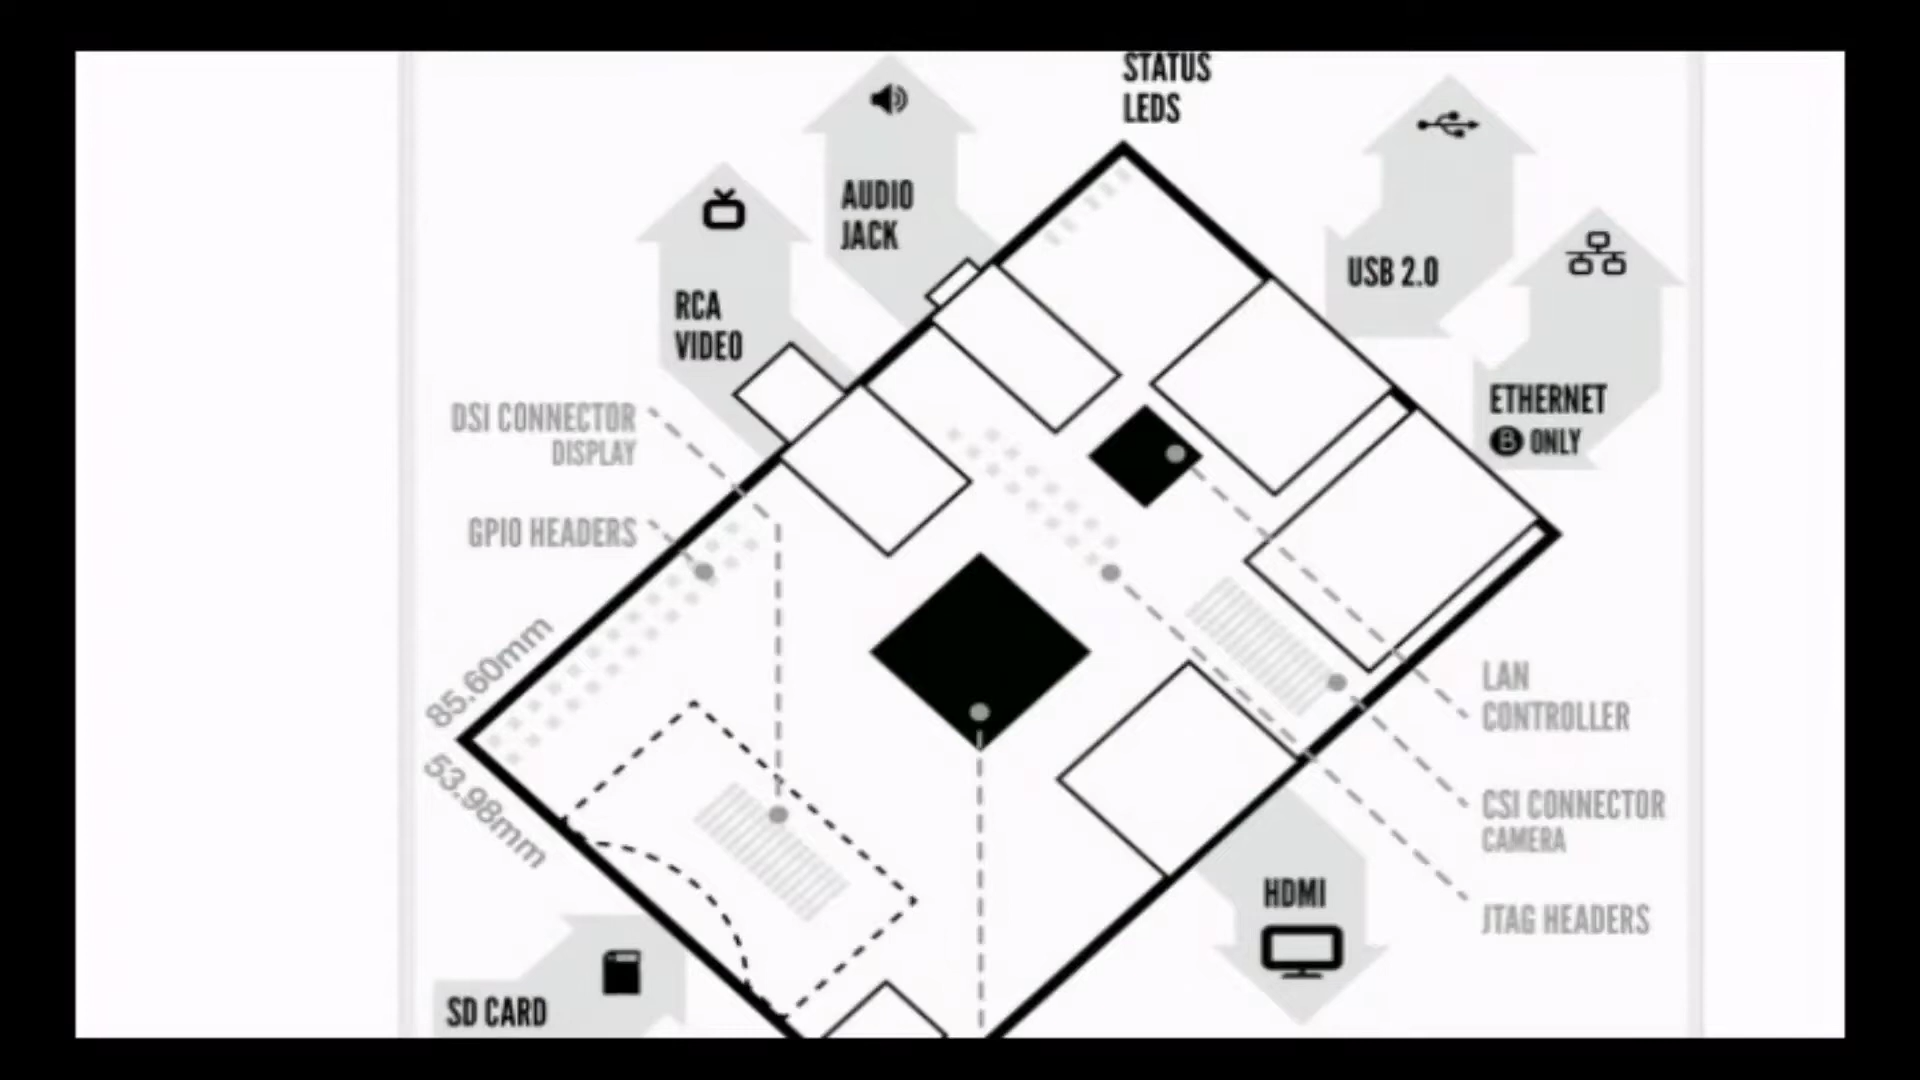 STATUS
LEDS
AUDIO
JACK
RCA
VIDEO
USB 2.0
ETHERNET
B ONLY
DSI CONNECTOR
DISPLAY
GPIO HEADERS
85.60mm
53.98mm
LAN
CONTROLLER
CSI CONNECTOR
CAMERA
HDMI
JTAG HEADERS
SD CARD